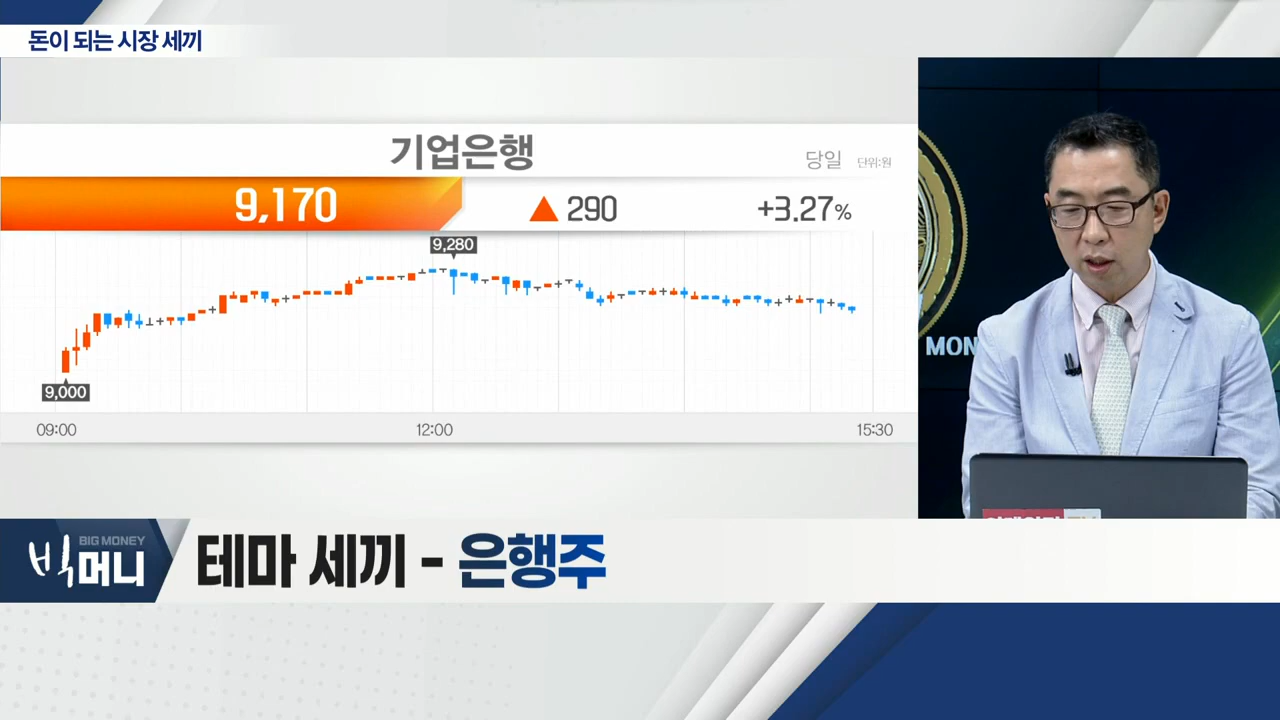 돈이 되는 시장 세끼
기업은행
당일 단위:원
9,170 ▲ 290 +3.27%
9,280
9,000
09:00 12:00 15:30
MON
BIG MONEY
빅머니
테마 세끼 - 은행주